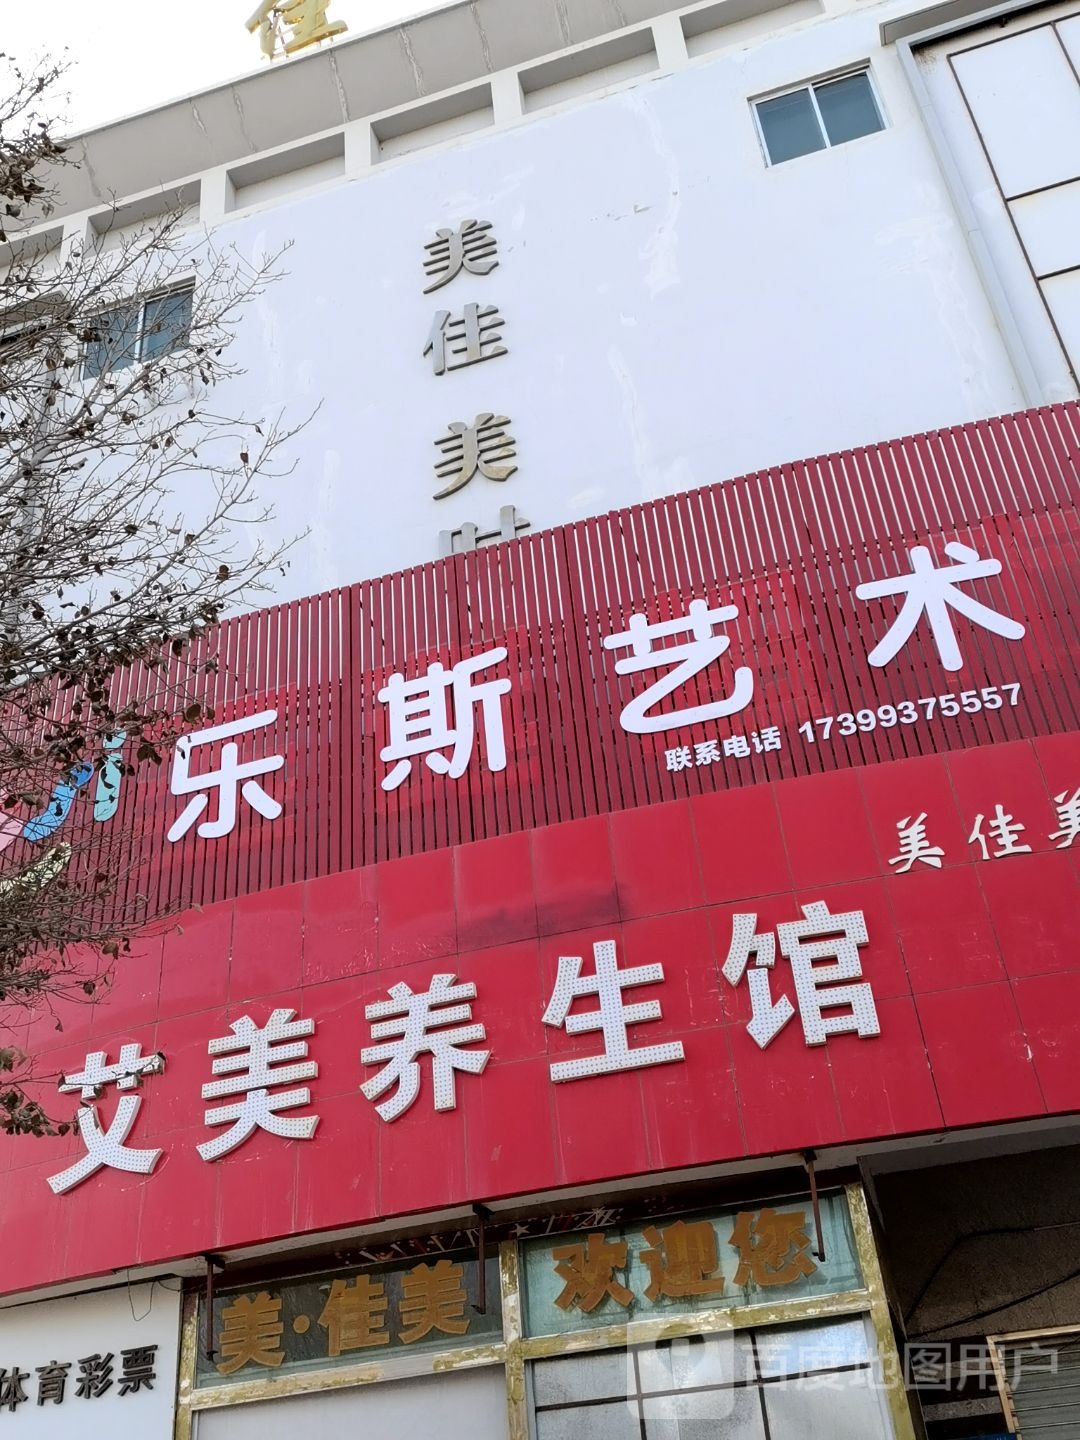 佳
美佳美
乐斯艺术
联系电话 17399375557
美佳美
艾美养生馆
美·佳美
欢迎您
体育彩票
百度地图用户